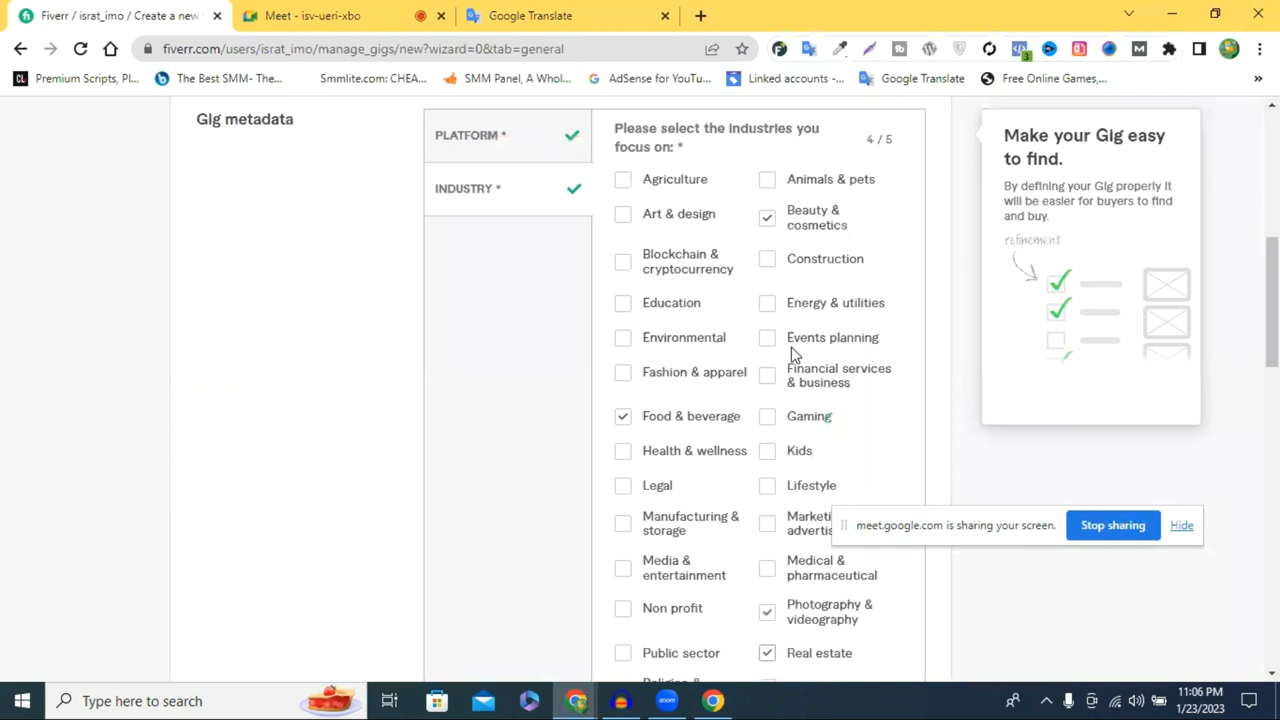 Fiverr / israt_imo / Create a new
Meet - isv-ueri-xbo
Google Translate
fiverr.com/users/israt_imo/manage_gigs/new?wizard=0&tab=general
CL Premium Scripts, Pl...
The Best SMM- The...
Smmlite.com: CHEA...
SMM Panel, A Whol...
AdSense for YouTu...
Linked accounts -...
Google Translate
Free Online Games,...
»
Gig metadata
PLATFORM *
INDUSTRY *
Please select the industries you
focus on: *
4 / 5
Agriculture
Animals & pets
Art & design
Beauty &
cosmetics
Blockchain &
cryptocurrency
Construction
Education
Energy & utilities
Environmental
Events planning
Fashion & apparel
Financial services
& business
Food & beverage
Gaming
Health & wellness
Kids
Legal
Lifestyle
Manufacturing &
storage
Media &
entertainment
Medical &
pharmaceutical
Non profit
Photography &
videography
Public sector
Real estate
Make your Gig easy
to find.
By defining your Gig properly it
will be easier for buyers to find
and buy.
refinement
meet.google.com is sharing your screen.
Stop sharing
Hide
Type here to search
11:06 PM
1/23/2023